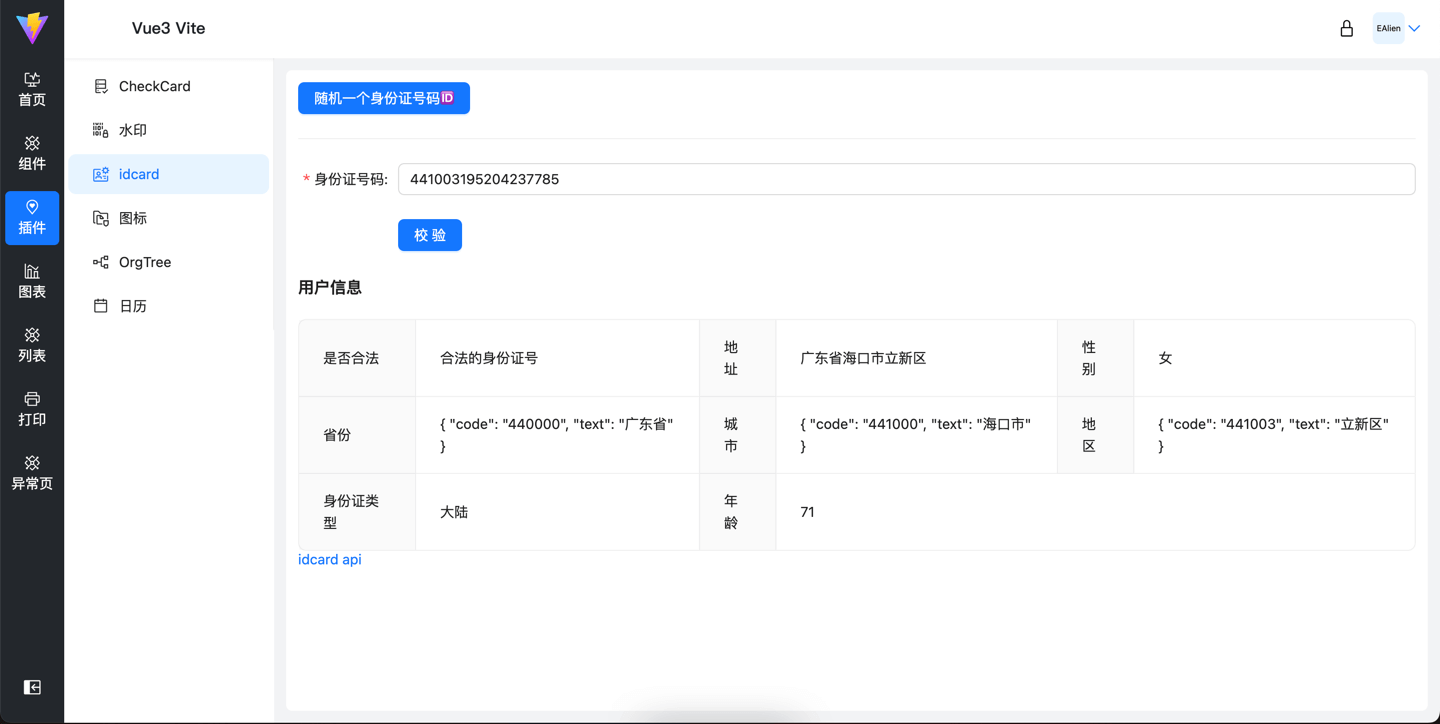 Vue3 Vite
EAlien
首页
组件
插件
图表
列表
打印
异常页
CheckCard
水印
idcard
图标
OrgTree
日历
随机一个身份证号码🆔
* 身份证号码:
441003195204237785
校 验
用户信息
是否合法
合法的身份证号
地
址
广东省海口市立新区
性
别
女
省份
{ "code": "440000", "text": "广东省"
}
城
市
{ "code": "441000", "text": "海口市"
}
地
区
{ "code": "441003", "text": "立新区"
}
身份证类
型
大陆
年
龄
71
idcard api